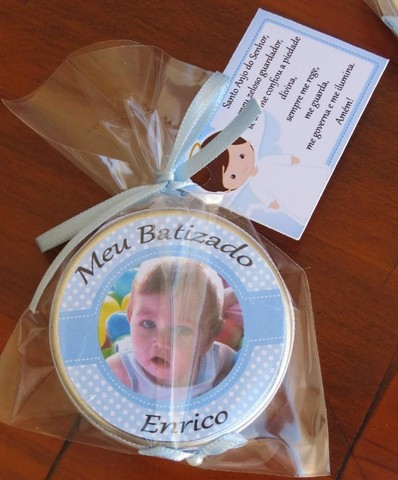 Santo Anjo do Senhor,
zeloso guardador,
me confiou a piedade
divina,
sempre me rege,
me guarda,
me governa e me ilumina.
Amém!
Meu Batizado
Enrico